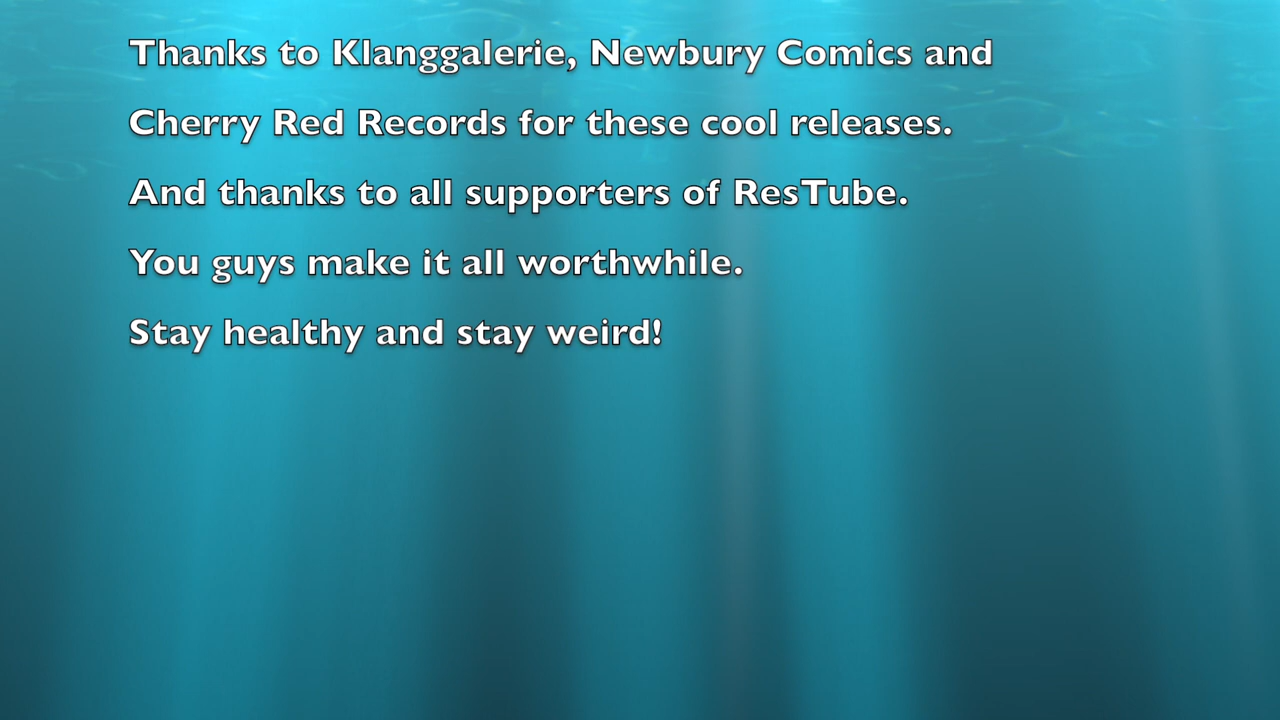 Thanks to Klanggalerie, Newbury Comics and
Cherry Red Records for these cool releases.
And thanks to all supporters of ResTube.
You guys make it all worthwhile.
Stay healthy and stay weird!